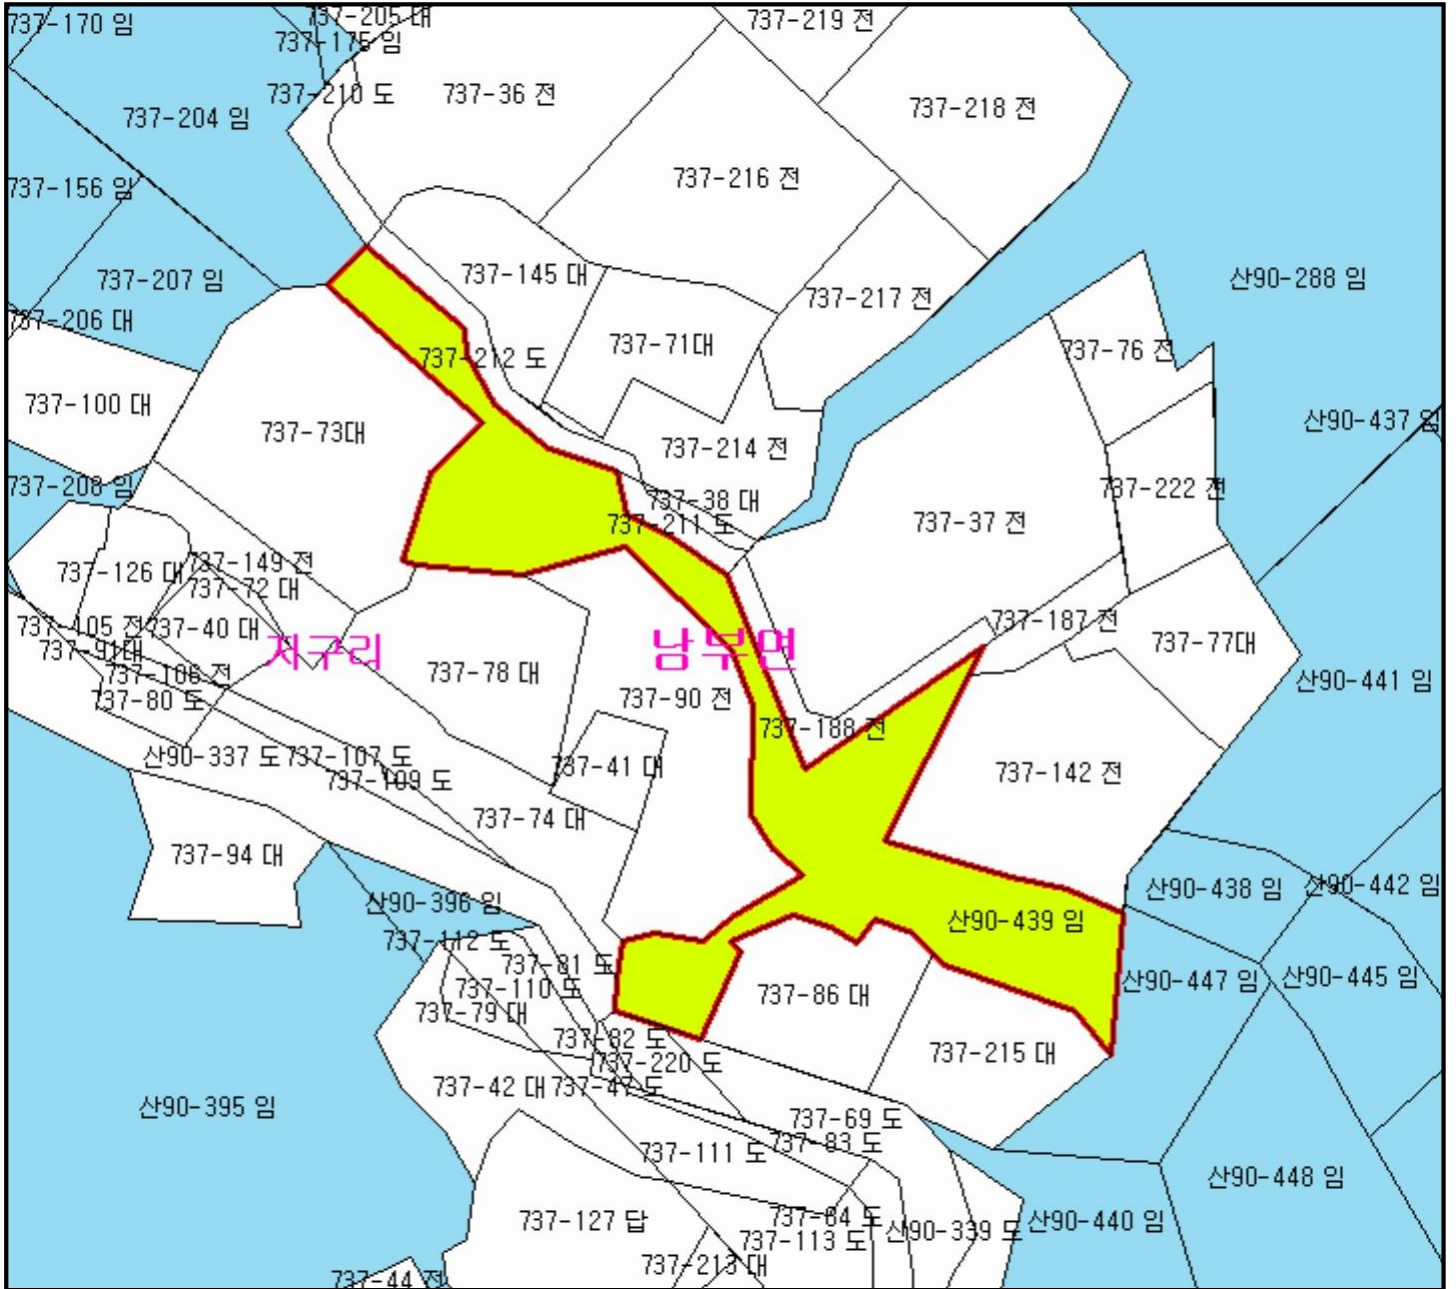 737-170 임
737-205 대
737-219 전
737-175 임
737-210 도
737-36 전
737-218 전
737-204 임
737-156 임
737-216 전
737-207 임
737-145 대
산90-288 임
737-217 전
737-206 대
737-71대
737-76 전
737-212 도
737-100 대
산90-437 임
737-73대
737-214 전
737-208 임
737-222 전
737-38 대
737-211 도
737-37 전
737-149 전
737-126 대
737-72 대
737-187 전
737-105 전
737-40 대
737-77대
737-91대
저구리
남부면
737-106 전
737-78 대
산90-441 임
737-80 도
737-90 전
737-188 전
산90-337 도
737-107 도
737-41 대
737-142 전
737-109 도
737-74 대
737-94 대
산90-438 임
산90-442 임
산90-396 임
산90-439 임
737-112 도
737-81 도
산90-447 임
산90-445 임
737-110 도
737-86 대
737-79 대
737-82 도
737-215 대
737-220 도
737-42 대
737-47 도
산90-395 임
737-69 도
737-83 도
737-111 도
산90-448 임
737-127 답
737-84 도
산90-339 도
산90-440 임
737-113 도
737-213 대
737-44 전